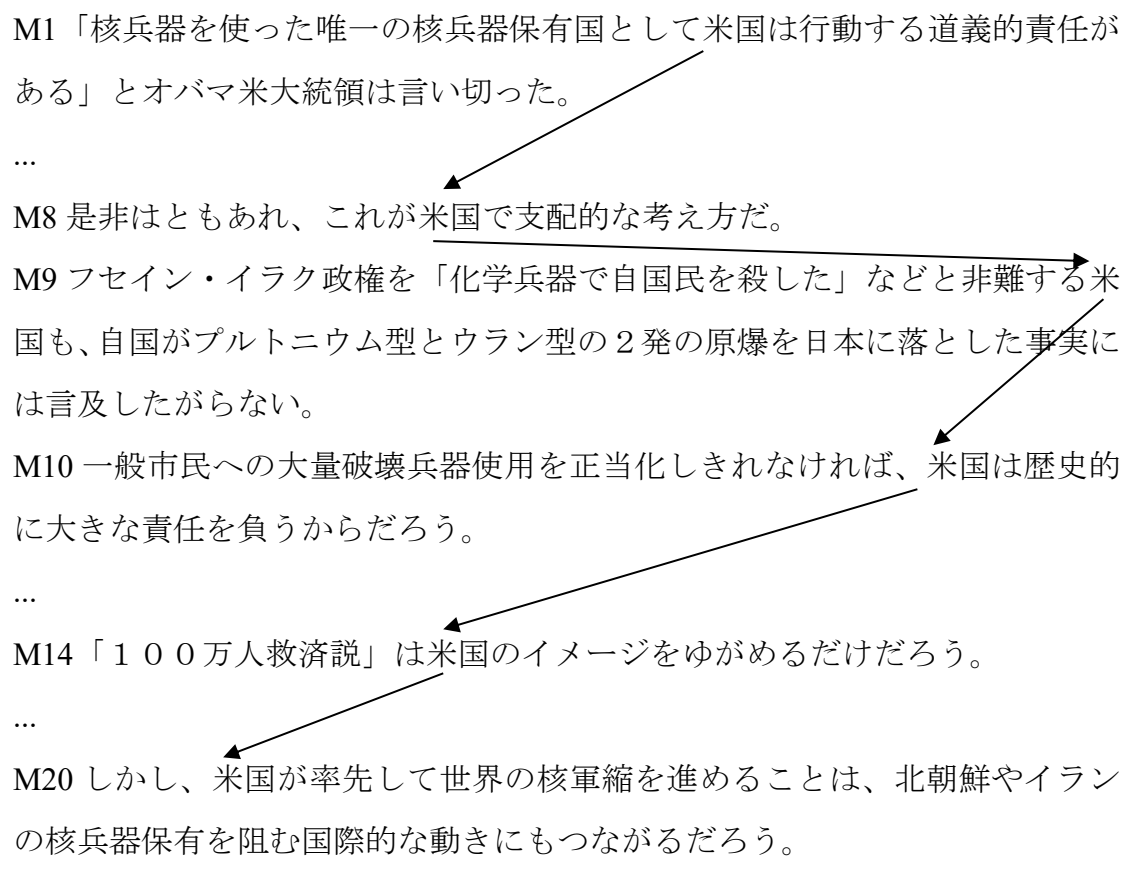 M1「核兵器を使った唯一の核兵器保有国として米国は行動する道義的責任が
ある」とオバマ米大統領は言い切った。
...
M8 是非はともあれ、これが米国で支配的な考え方だ。
M9 フセイン・イラク政権を「化学兵器で自国民を殺した」などと非難する米
国も、自国がプルトニウム型とウラン型の２発の原爆を日本に落とした事実に
は言及したがらない。
M10 一般市民への大量破壊兵器使用を正当化しきれなければ、米国は歴史的
に大きな責任を負うからだろう。
...
M14「１００万人救済説」は米国のイメージをゆがめるだけだろう。
...
M20 しかし、米国が率先して世界の核軍縮を進めることは、北朝鮮やイラン
の核兵器保有を阻む国際的な動きにもつながるだろう。